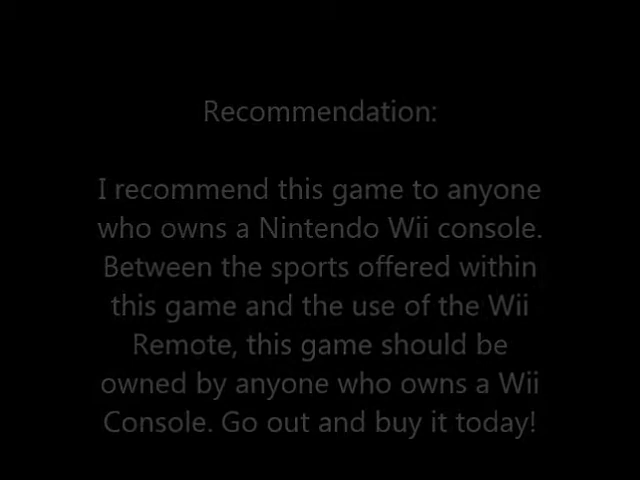 Recommendation:
I recommend this game to anyone
who owns a Nintendo Wii console.
Between the sports offered within
this game and the use of the Wii
Remote, this game should be
owned by anyone who owns a Wii
Console. Go out and buy it today!